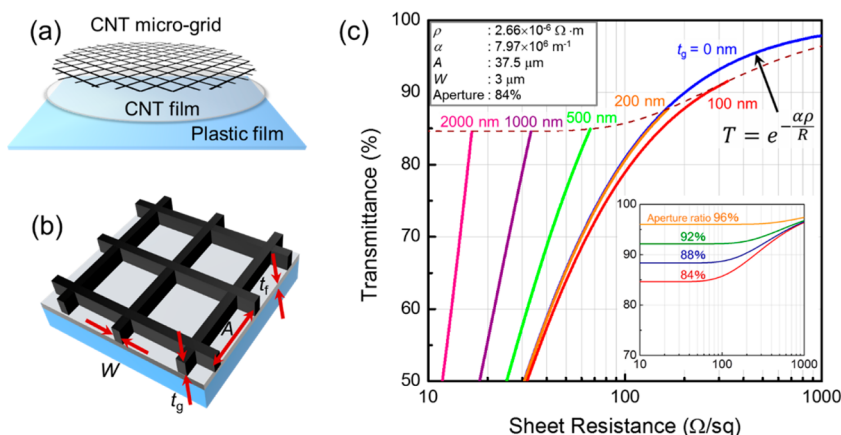 (a)
CNT micro-grid
CNT film
Plastic film
(b)
A
W
t_g
t_f
(c)
ρ : 2.66×10⁻⁶ Ω·m
α : 7.97×10⁶ m⁻¹
A : 37.5 μm
W : 3 μm
Aperture : 84%
t_g = 0 nm
200 nm
100 nm
2000 nm 1000 nm 500 nm
T = e^{-αρ/R}
Transmittance (%)
100
90
80
70
60
50
10 100 1000
Sheet Resistance (Ω/sq)
Aperture ratio 96%
92%
88%
84%
100
90
80
70
10 100 1000